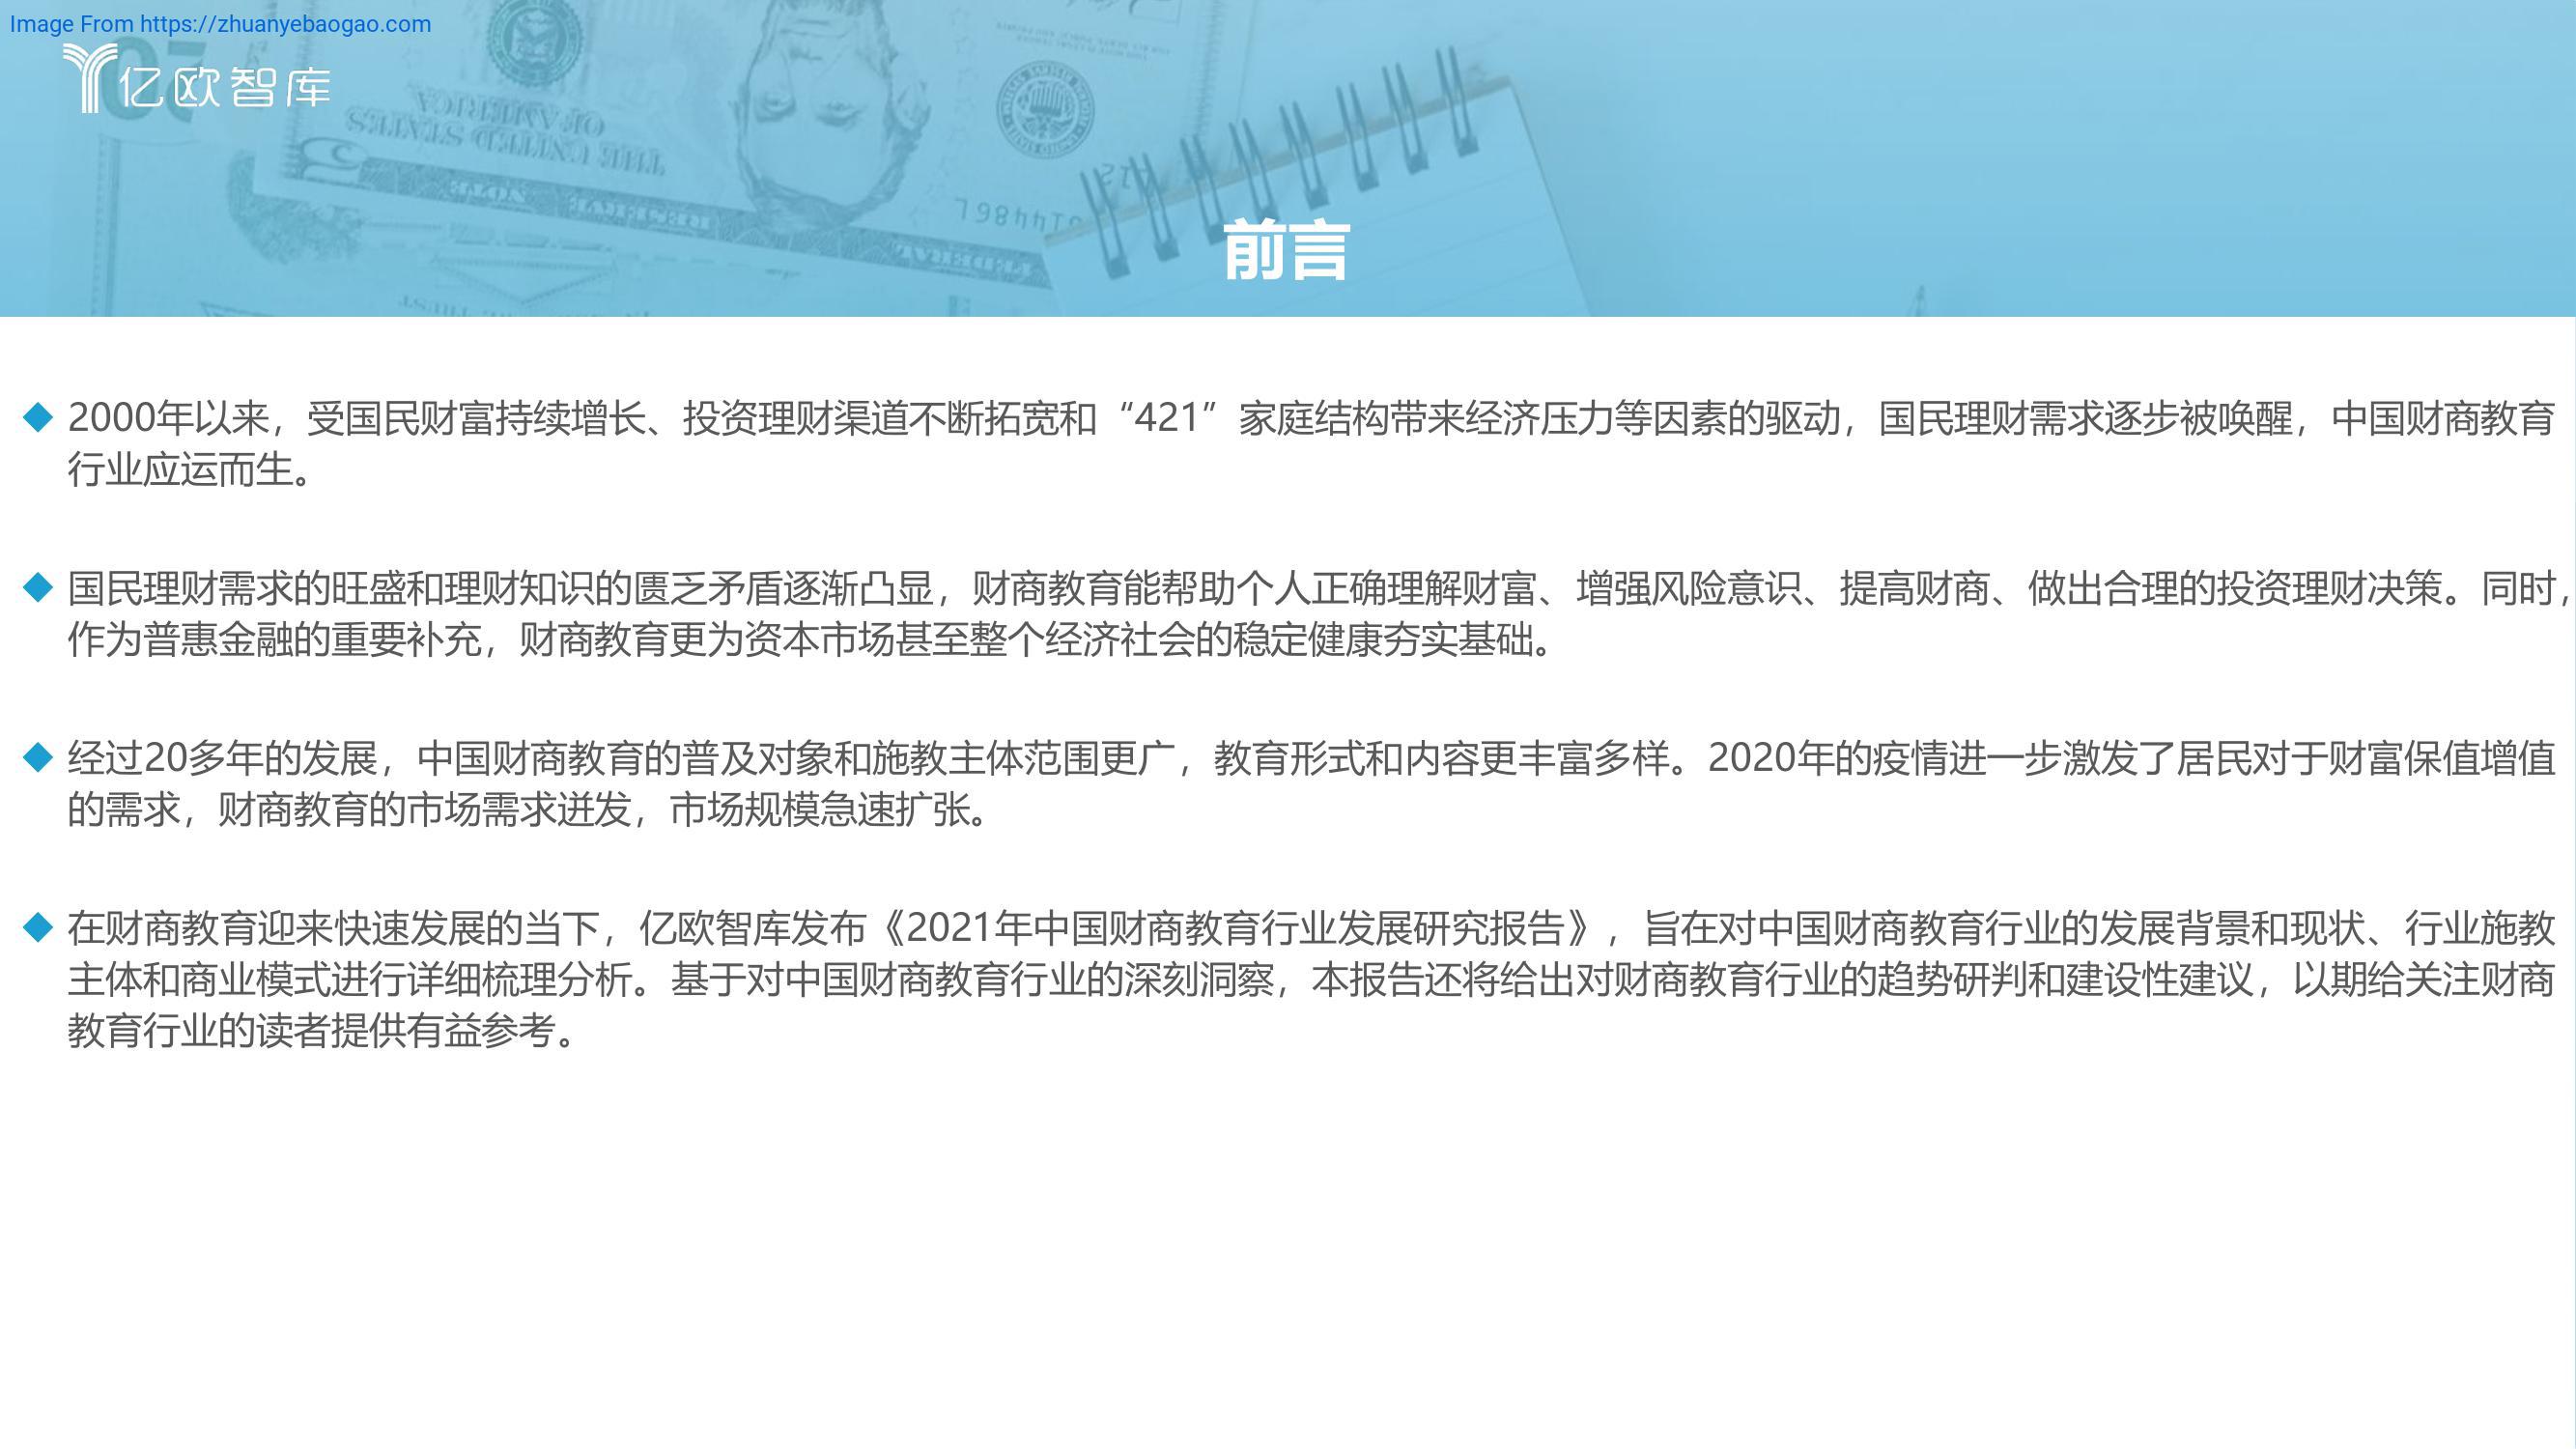 Image From https://zhuanyebaogao.com
亿欧智库
THE UNITED STATES
OF AMERICA
FEDERAL RESERVE NOTE
前言
2000年以来，受国民财富持续增长、投资理财渠道不断拓宽和“421”家庭结构带来经济压力等因素的驱动，国民理财需求逐步被唤醒，中国财商教育
行业应运而生。
国民理财需求的旺盛和理财知识的匮乏矛盾逐渐凸显，财商教育能帮助个人正确理解财富、增强风险意识、提高财商、做出合理的投资理财决策。同时，
作为普惠金融的重要补充，财商教育更为资本市场甚至整个经济社会的稳定健康夯实基础。
经过20多年的发展，中国财商教育的普及对象和施教主体范围更广，教育形式和内容更丰富多样。2020年的疫情进一步激发了居民对于财富保值增值
的需求，财商教育的市场需求迸发，市场规模急速扩张。
在财商教育迎来快速发展的当下，亿欧智库发布《2021年中国财商教育行业发展研究报告》，旨在对中国财商教育行业的发展背景和现状、行业施教
主体和商业模式进行详细梳理分析。基于对中国财商教育行业的深刻洞察，本报告还将给出对财商教育行业的趋势研判和建设性建议，以期给关注财商
教育行业的读者提供有益参考。